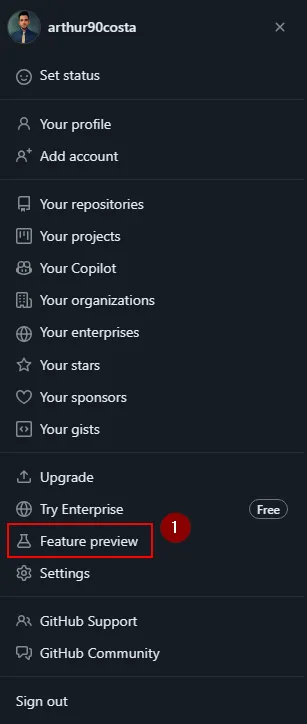 arthur90costa
Set status
Your profile
Add account
Your repositories
Your projects
Your Copilot
Your organizations
Your enterprises
Your stars
Your sponsors
Your gists
Upgrade
Try Enterprise Free
Feature preview 1
Settings
GitHub Support
GitHub Community
Sign out